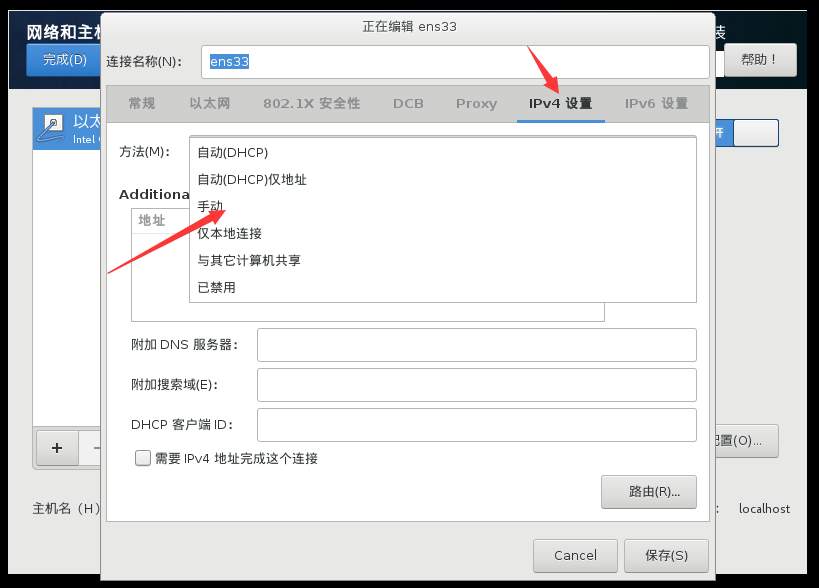 网络和主机
正在编辑 ens33
装
完成(D)
帮助！
连接名称(N)：
ens33
常规
以太网
802.1X 安全性
DCB
Proxy
IPv4 设置
IPv6 设置
以太
Intel
开
方法(M)：
自动(DHCP)
自动(DHCP)仅地址
手动
仅本地连接
与其它计算机共享
已禁用
Additiona
地址
附加 DNS 服务器：
附加搜索域(E)：
DHCP 客户端 ID：
+
−
配置(O)...
需要 IPv4 地址完成这个连接
路由(R)...
主机名（H）
：
localhost
Cancel
保存(S)